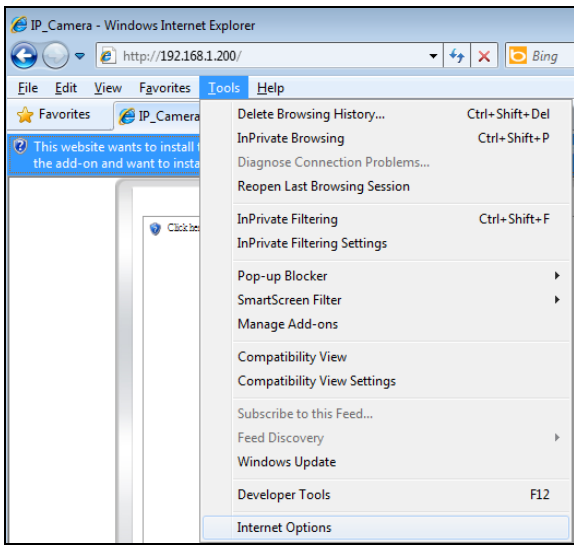 IP_Camera - Windows Internet Explorer
http://192.168.1.200/
Bing
File Edit View Favorites Tools Help
Favorites
IP_Camera
Delete Browsing History... Ctrl+Shift+Del
This website wants to install
InPrivate Browsing Ctrl+Shift+P
the add-on and want to insta
Diagnose Connection Problems...
Reopen Last Browsing Session
InPrivate Filtering Ctrl+Shift+F
Click her
InPrivate Filtering Settings
Pop-up Blocker
SmartScreen Filter
Manage Add-ons
Compatibility View
Compatibility View Settings
Subscribe to this Feed...
Feed Discovery
Windows Update
Developer Tools F12
Internet Options